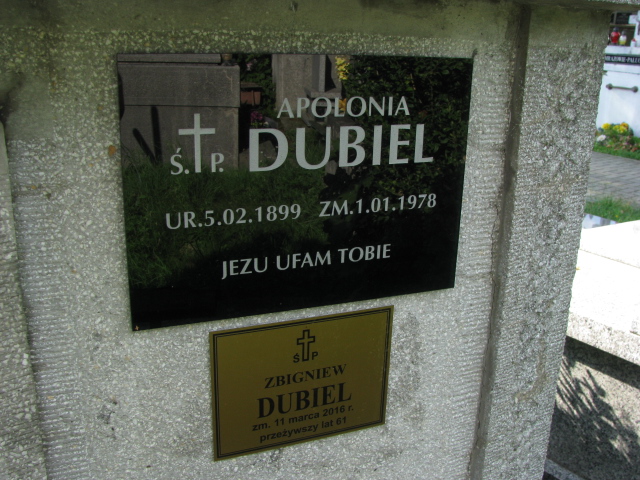 APOLONIA
Ś. P. DUBIEL
UR.5.02.1899 ZM.1.01.1978
JEZU UFAM TOBIE
Ś P
ZBIGNIEW
DUBIEL
zm. 11 marca 2016 r.
przeżywszy lat 61